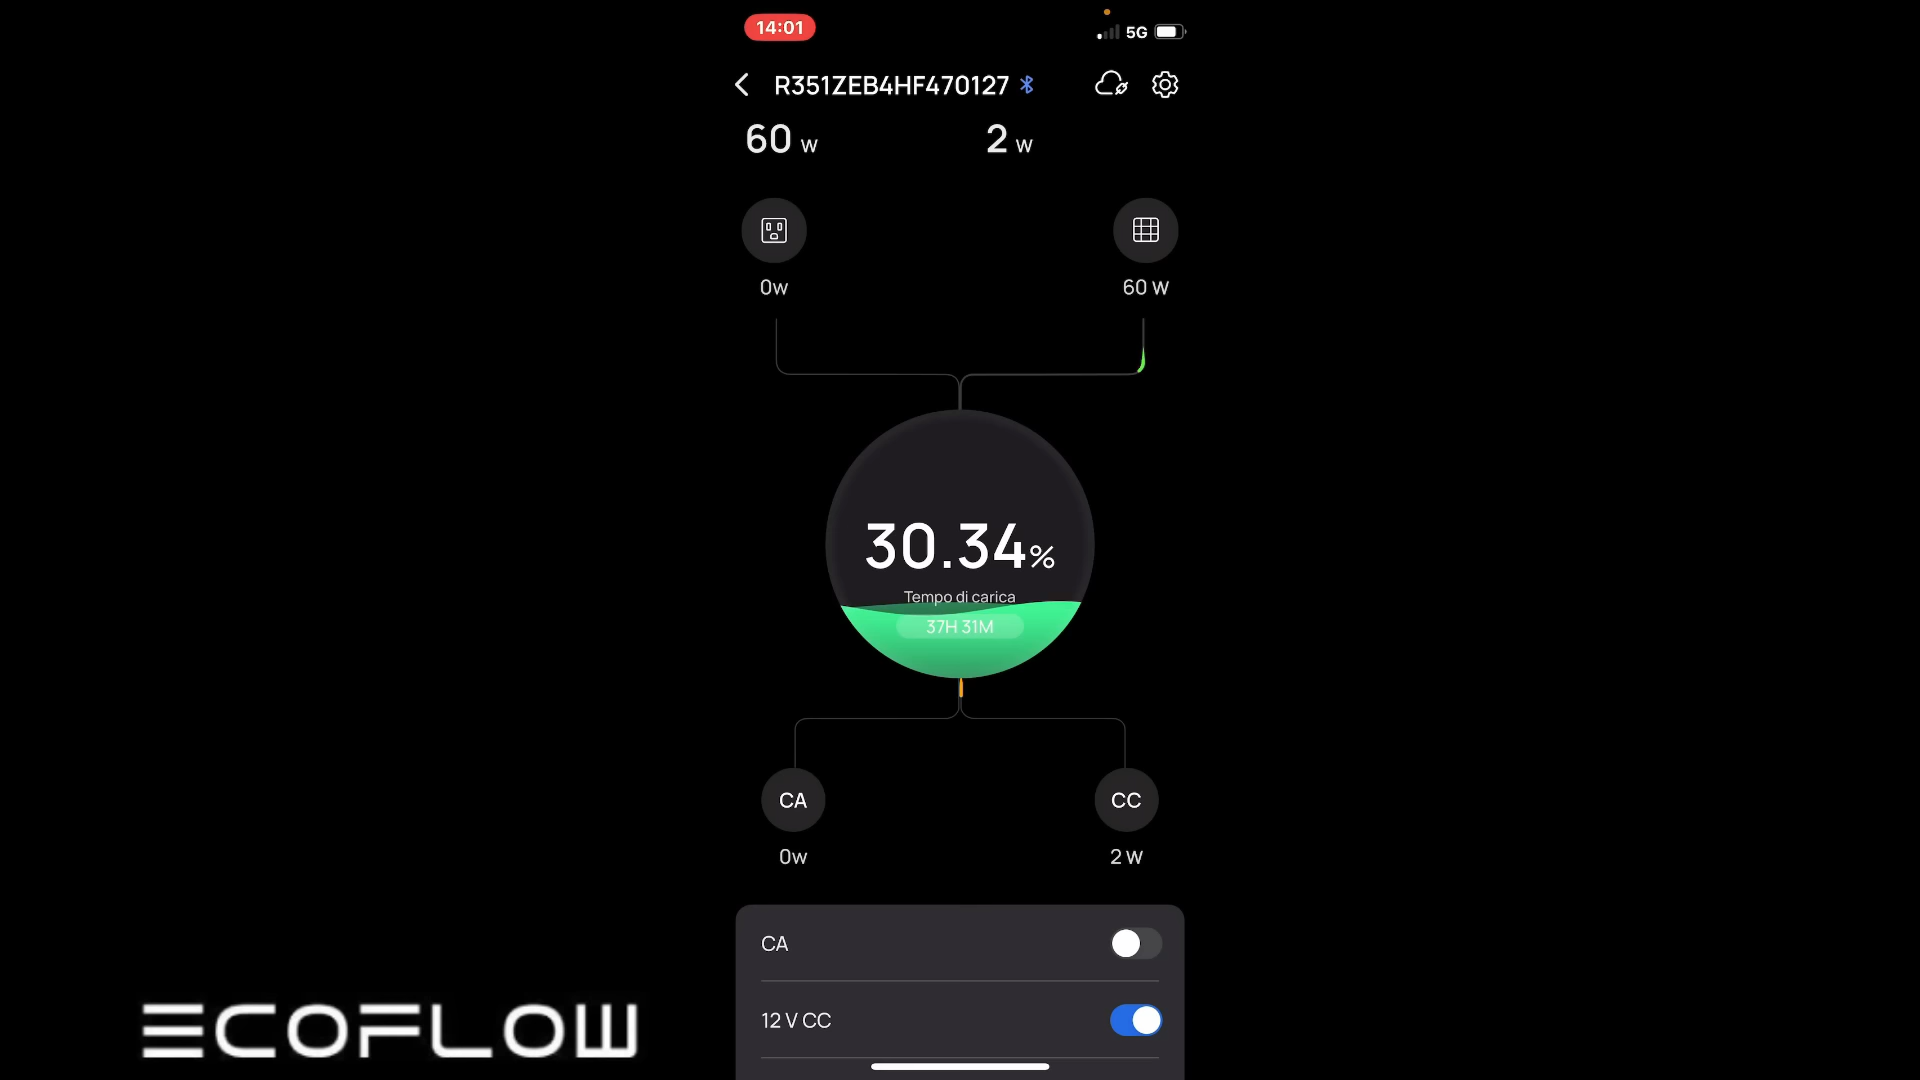 14:01
5G
R351ZEB4HF470127
60 W
2 W
0W
60 W
30.34%
Tempo di carica
37H 31M
CA
CC
0W
2 W
CA
12 V CC
ECOFLOW